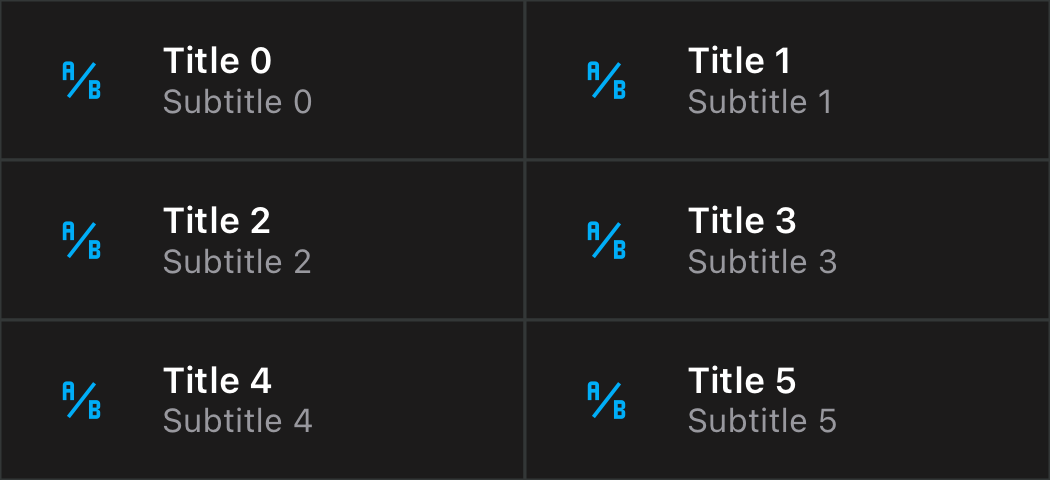 A/B
Title 0
Subtitle 0
A/B
Title 1
Subtitle 1
A/B
Title 2
Subtitle 2
A/B
Title 3
Subtitle 3
A/B
Title 4
Subtitle 4
A/B
Title 5
Subtitle 5